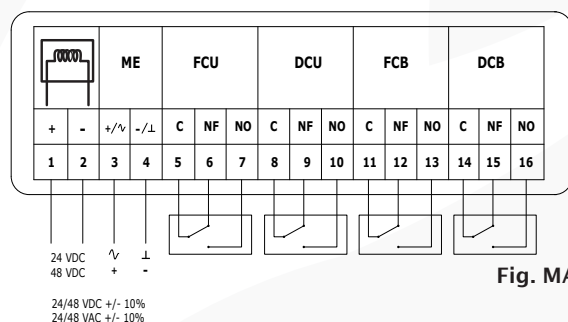 ME FCU DCU FCB DCB
+ - +/∿ -/⊥ C NF NO C NF NO C NF NO C NF NO
1 2 3 4 5 6 7 8 9 10 11 12 13 14 15 16
24 VDC ∿ ⊥
48 VDC + -
Fig. MA
24/48 VDC +/- 10%
24/48 VAC +/- 10%